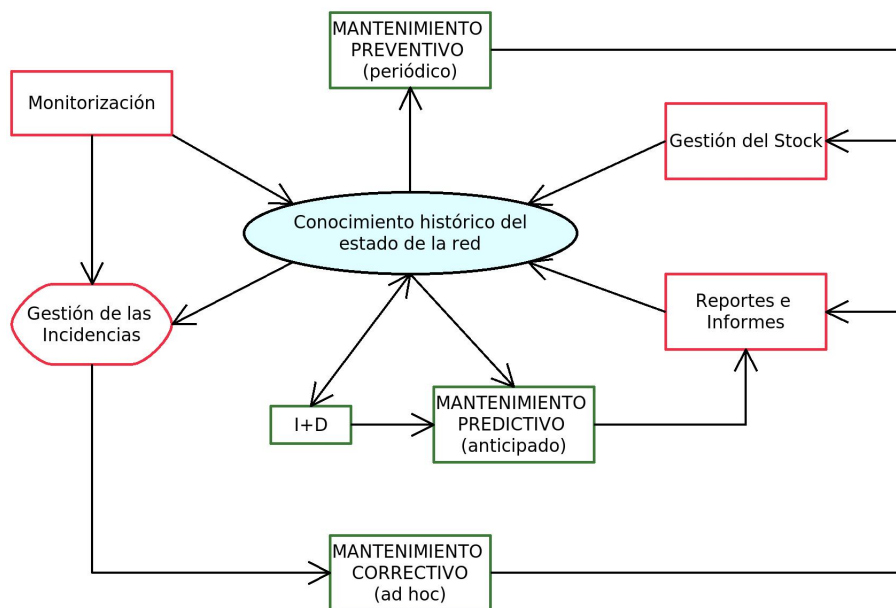 MANTENIMIENTO
PREVENTIVO
(periódico)
Monitorización
Gestión del Stock
Conocimiento histórico del
estado de la red
Gestión de las
Incidencias
Reportes e
Informes
I+D
MANTENIMIENTO
PREDICTIVO
(anticipado)
MANTENIMIENTO
CORRECTIVO
(ad hoc)